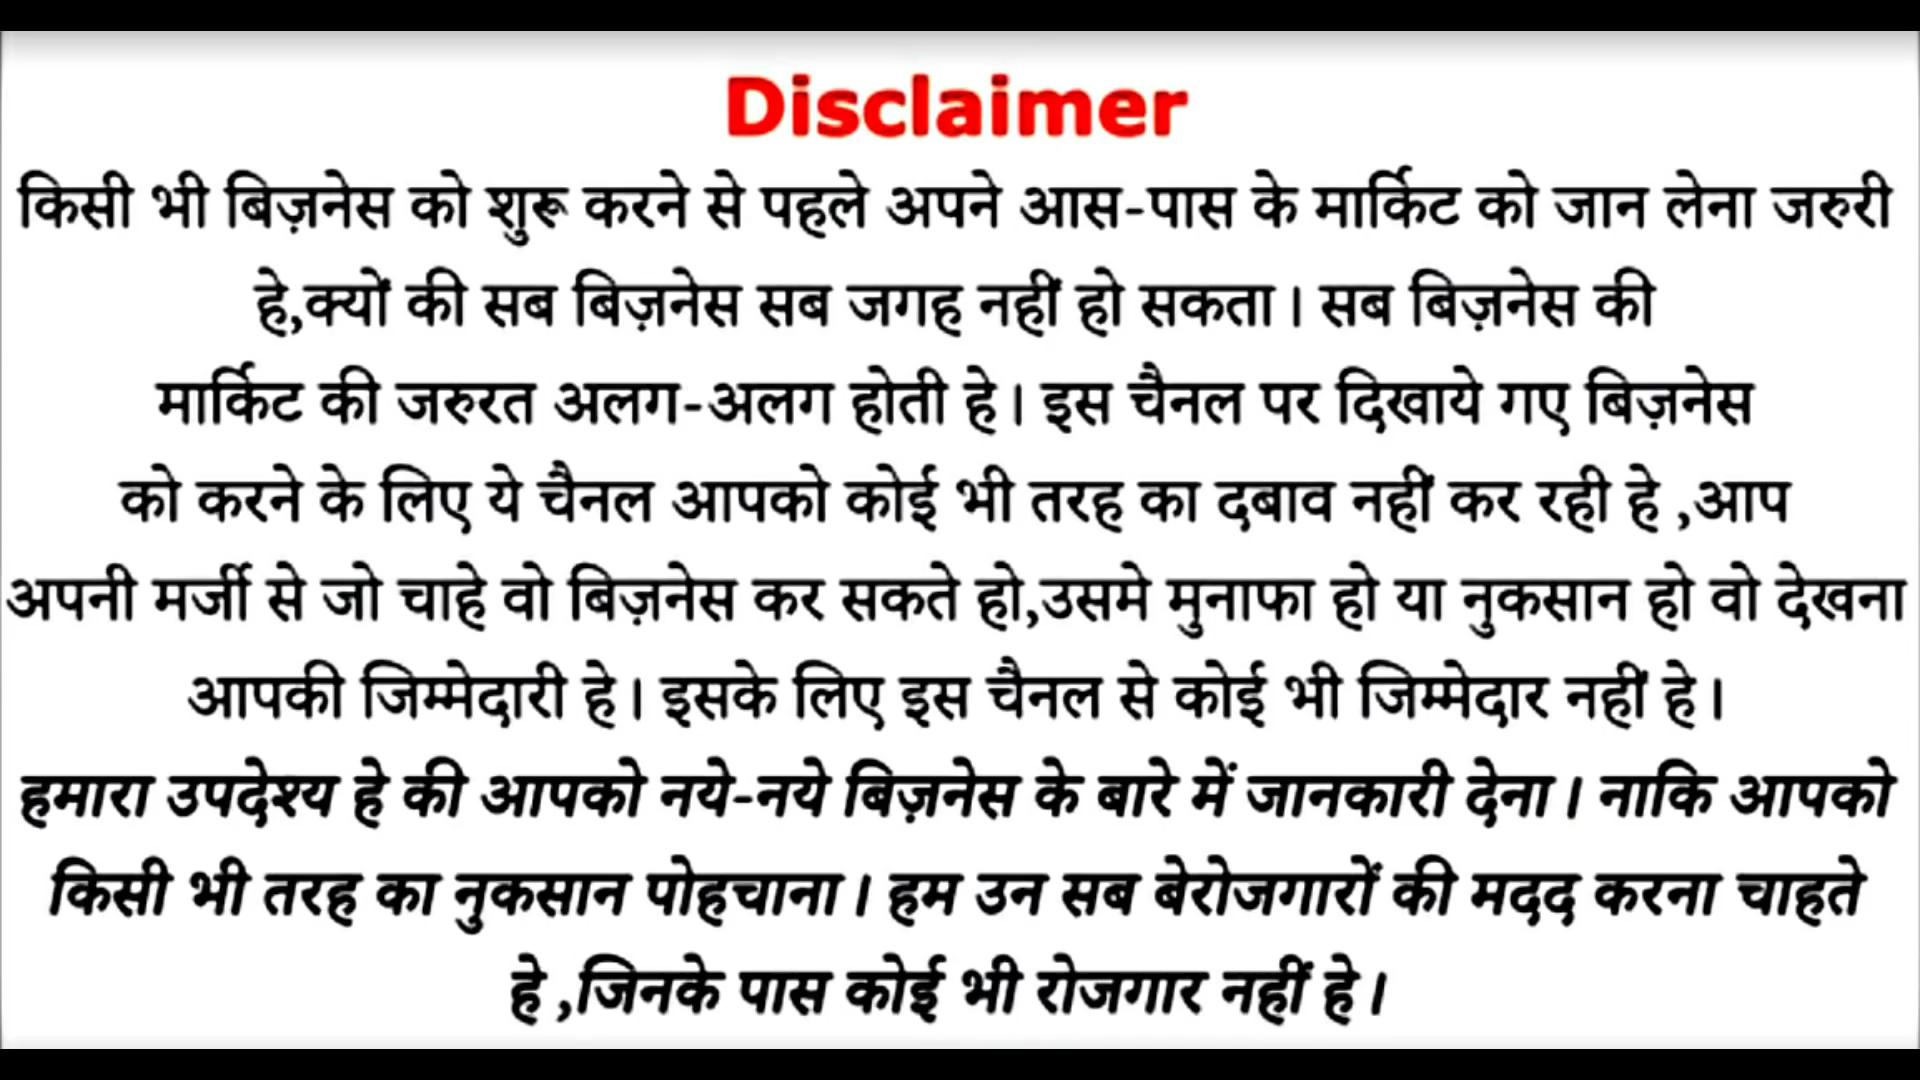 Disclaimer
किसी भी बिज़नेस को शुरू करने से पहले अपने आस-पास के मार्किट को जान लेना जरुरी
हे,क्यों की सब बिज़नेस सब जगह नहीं हो सकता। सब बिज़नेस की
मार्किट की जरुरत अलग-अलग होती हे। इस चैनल पर दिखाये गए बिज़नेस
को करने के लिए ये चैनल आपको कोई भी तरह का दबाव नहीं कर रही हे ,आप
अपनी मर्जी से जो चाहे वो बिज़नेस कर सकते हो,उसमे मुनाफा हो या नुकसान हो वो देखना
आपकी जिम्मेदारी हे। इसके लिए इस चैनल से कोई भी जिम्मेदार नहीं हे।
हमारा उपदेश्य हे की आपको नये-नये बिज़नेस के बारे में जानकारी देना। नाकि आपको
किसी भी तरह का नुकसान पोहचाना। हम उन सब बेरोजगारों की मदद करना चाहते
हे ,जिनके पास कोई भी रोजगार नहीं हे।